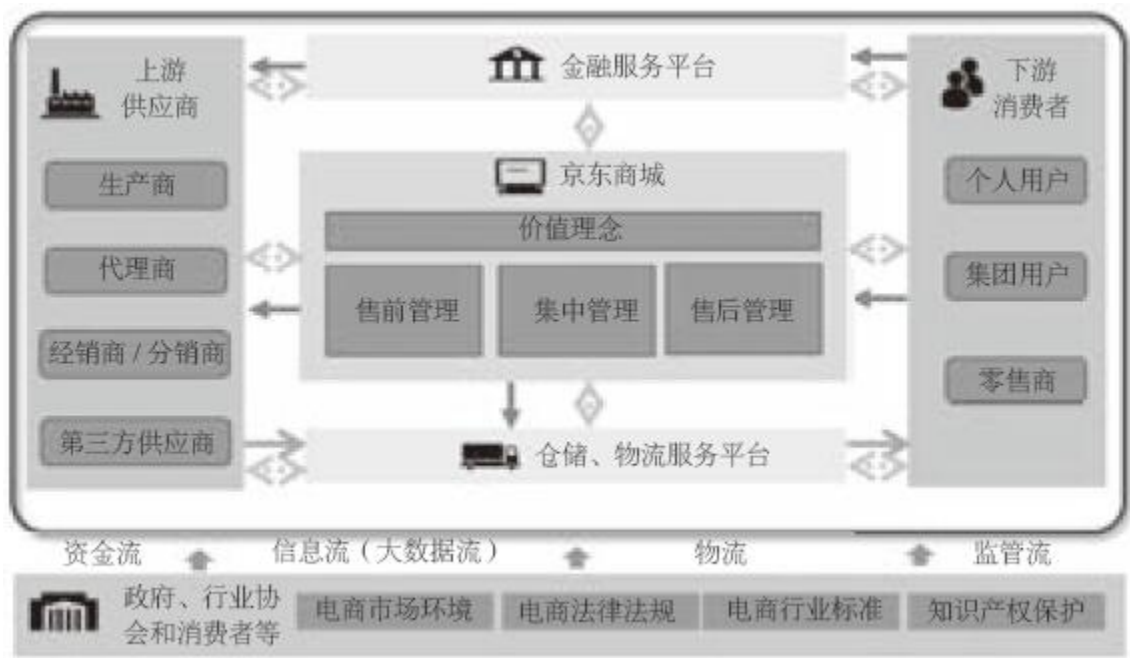 上游
供应商
生产商
代理商
经销商 / 分销商
第三方供应商
金融服务平台
京东商城
价值理念
售前管理
集中管理
售后管理
仓储、物流服务平台
下游
消费者
个人用户
集团用户
零售商
资金流
信息流（大数据流）
物流
监管流
政府、行业协
会和消费者等
电商市场环境
电商法律法规
电商行业标准
知识产权保护